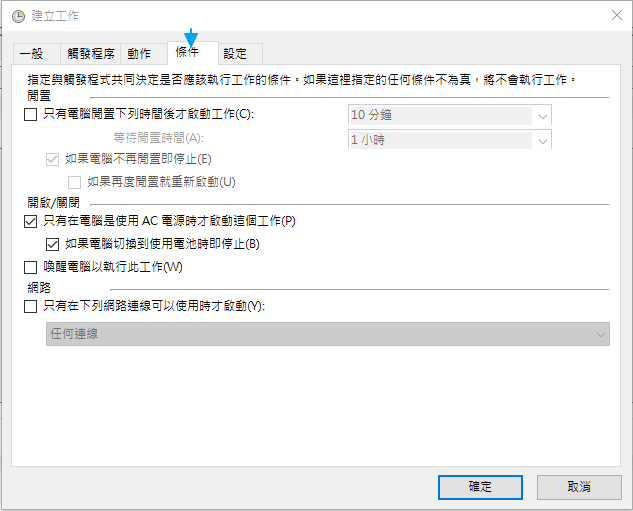 建立工作
一般 觸發程序 動作 條件 設定
指定與觸發程式共同決定是否應該執行工作的條件。如果這裡指定的任何條件不為真，將不會執行工作。
閒置
只有電腦閒置下列時間後才啟動工作(C): 10 分鐘
等待閒置時間(A): 1 小時
如果電腦不再閒置即停止(E)
如果再度閒置就重新啟動(U)
開啟/關閉
只有在電腦是使用 AC 電源時才啟動這個工作(P)
如果電腦切換到使用電池時即停止(B)
喚醒電腦以執行此工作(W)
網路
只有在下列網路連線可以使用時才啟動(Y):
任何連線
確定 取消